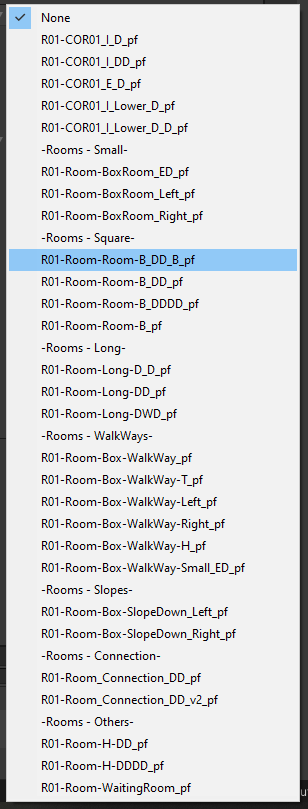 None
R01-COR01_I_D_pf
R01-COR01_I_DD_pf
R01-COR01_E_D_pf
R01-COR01_I_Lower_D_pf
R01-COR01_I_Lower_D_D_pf
-Rooms - Small-
R01-Room-BoxRoom_ED_pf
R01-Room-BoxRoom_Left_pf
R01-Room-BoxRoom_Right_pf
-Rooms - Square-
R01-Room-Room-B_DD_B_pf
R01-Room-Room-B_DD_pf
R01-Room-Room-B_DDDD_pf
R01-Room-Room-B_pf
-Rooms - Long-
R01-Room-Long-D_D_pf
R01-Room-Long-DD_pf
R01-Room-Long-DWD_pf
-Rooms - WalkWays-
R01-Room-Box-WalkWay_pf
R01-Room-Box-WalkWay-T_pf
R01-Room-Box-WalkWay-Left_pf
R01-Room-Box-WalkWay-Right_pf
R01-Room-Box-WalkWay-H_pf
R01-Room-Box-WalkWay-Small_ED_pf
-Rooms - Slopes-
R01-Room-Box-SlopeDown_Left_pf
R01-Room-Box-SlopeDown_Right_pf
-Rooms - Connection-
R01-Room_Connection_DD_pf
R01-Room_Connection_DD_v2_pf
-Rooms - Others-
R01-Room-H-DD_pf
R01-Room-H-DDDD_pf
R01-Room-WaitingRoom_pf